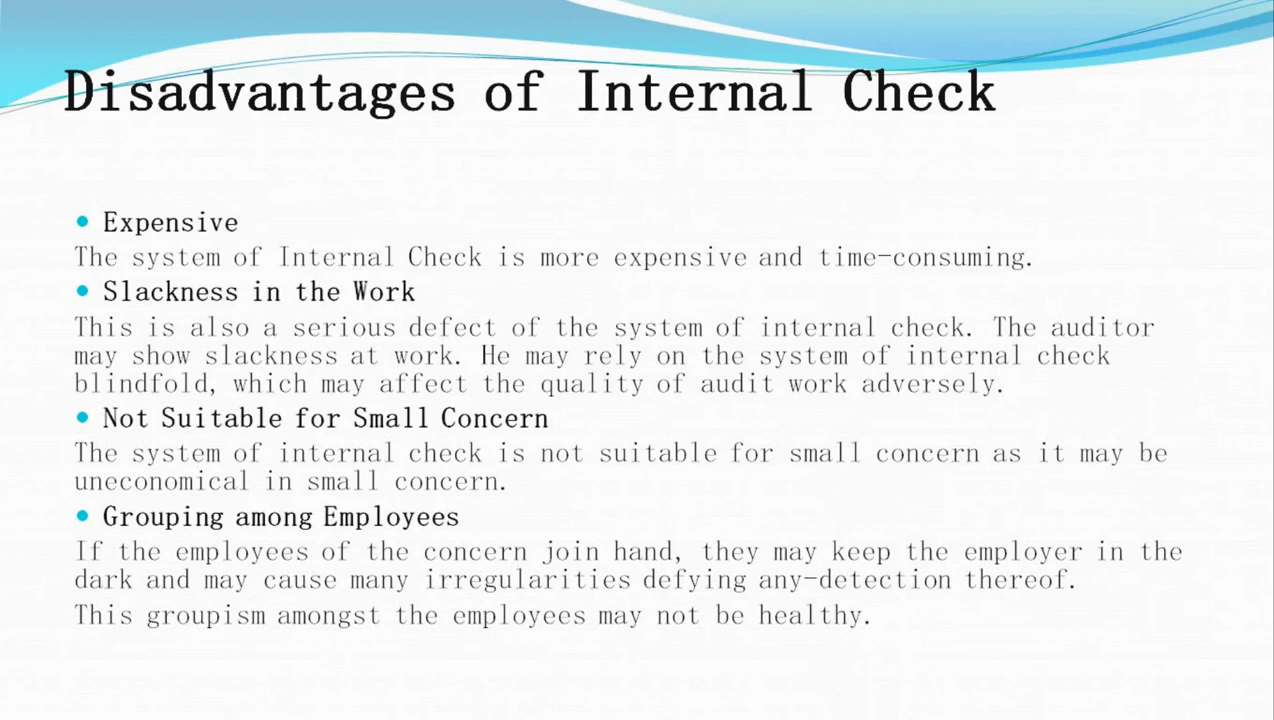 Disadvantages of Internal Check
• Expensive
The system of Internal Check is more expensive and time-consuming.
• Slackness in the Work
This is also a serious defect of the system of internal check. The auditor
may show slackness at work. He may rely on the system of internal check
blindfold, which may affect the quality of audit work adversely.
• Not Suitable for Small Concern
The system of internal check is not suitable for small concern as it may be
uneconomical in small concern.
• Grouping among Employees
If the employees of the concern join hand, they may keep the employer in the
dark and may cause many irregularities defying any-detection thereof.
This groupism amongst the employees may not be healthy.